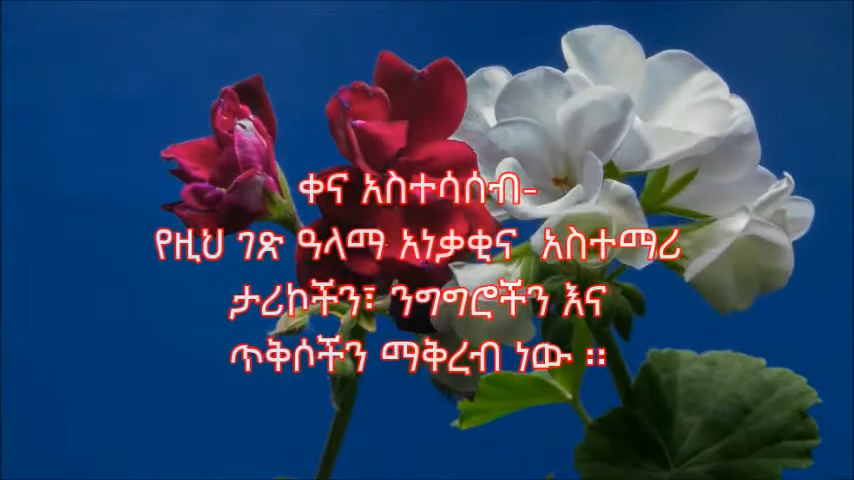 ቀና አስተሳሰብ-
የዚህ ገጽ ዓላማ አነቃቂና አስተማሪ
ታሪኮችን፣ ንግግሮችን እና
ጥቅሶችን ማቅረብ ነው ።